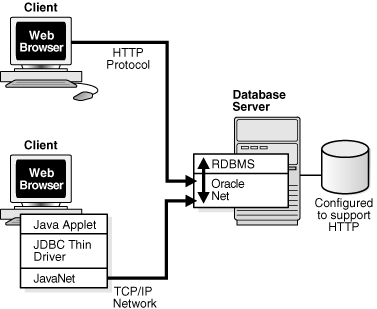 Client
Web
Browser
HTTP
Protocol
Database
Server
RDBMS
Oracle
Net
Configured
to support
HTTP
Client
Web
Browser
Java Applet
JDBC Thin
Driver
JavaNet
TCP/IP
Network